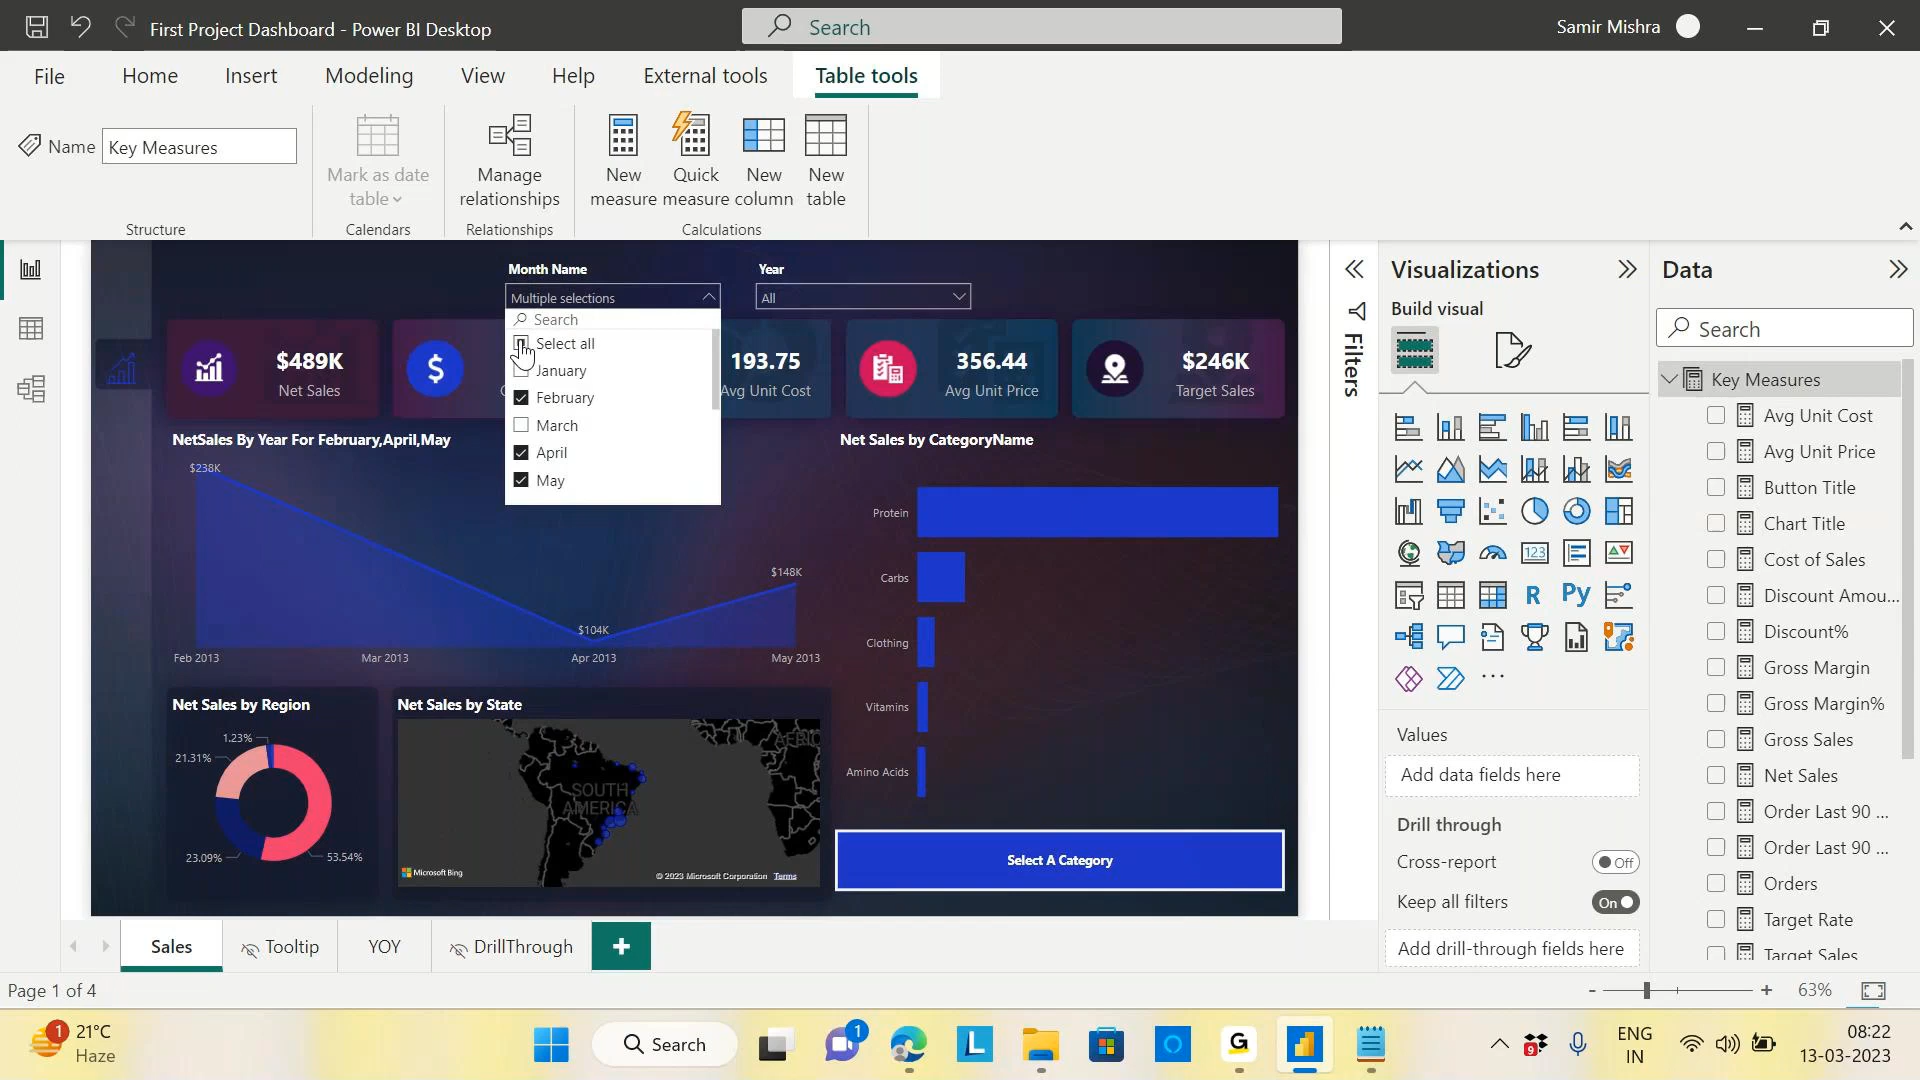 First Project Dashboard - Power BI Desktop
Search
Samir Mishra
File
Home
Insert
Modeling
View
Help
External tools
Table tools
Name
Key Measures
Mark as date
table
Manage
relationships
New
measure
Quick
measure
New
column
New
table
Structure
Calendars
Relationships
Calculations
Month Name
Multiple selections
Search
Select all
January
February
March
April
May
Year
All
$489K
Net Sales
$
193.75
Avg Unit Cost
356.44
Avg Unit Price
$246K
Target Sales
NetSales By Year For February,April,May
$238K
$104K
$148K
Feb 2013
Mar 2013
Apr 2013
May 2013
Net Sales by CategoryName
Protein
Carbs
Clothing
Vitamins
Amino Acids
Net Sales by Region
1.23%
21.31%
23.09%
53.54%
Net Sales by State
SOUTH
AMERICA
Microsoft Bing
© 2023 Microsoft Corporation Terms
Select A Category
Filters
Visualizations
Build visual
123
R
Py
Values
Add data fields here
Drill through
Cross-report
Off
Keep all filters
On
Add drill-through fields here
Data
Search
Key Measures
Avg Unit Cost
Avg Unit Price
Button Title
Chart Title
Cost of Sales
Discount Amou...
Discount%
Gross Margin
Gross Margin%
Gross Sales
Net Sales
Order Last 90 ...
Order Last 90 ...
Orders
Target Rate
Target Sales
Sales
Tooltip
YOY
DrillThrough
Page 1 of 4
63%
1
21°C
Haze
Search
1
L
G
9
ENG
IN
08:22
13-03-2023